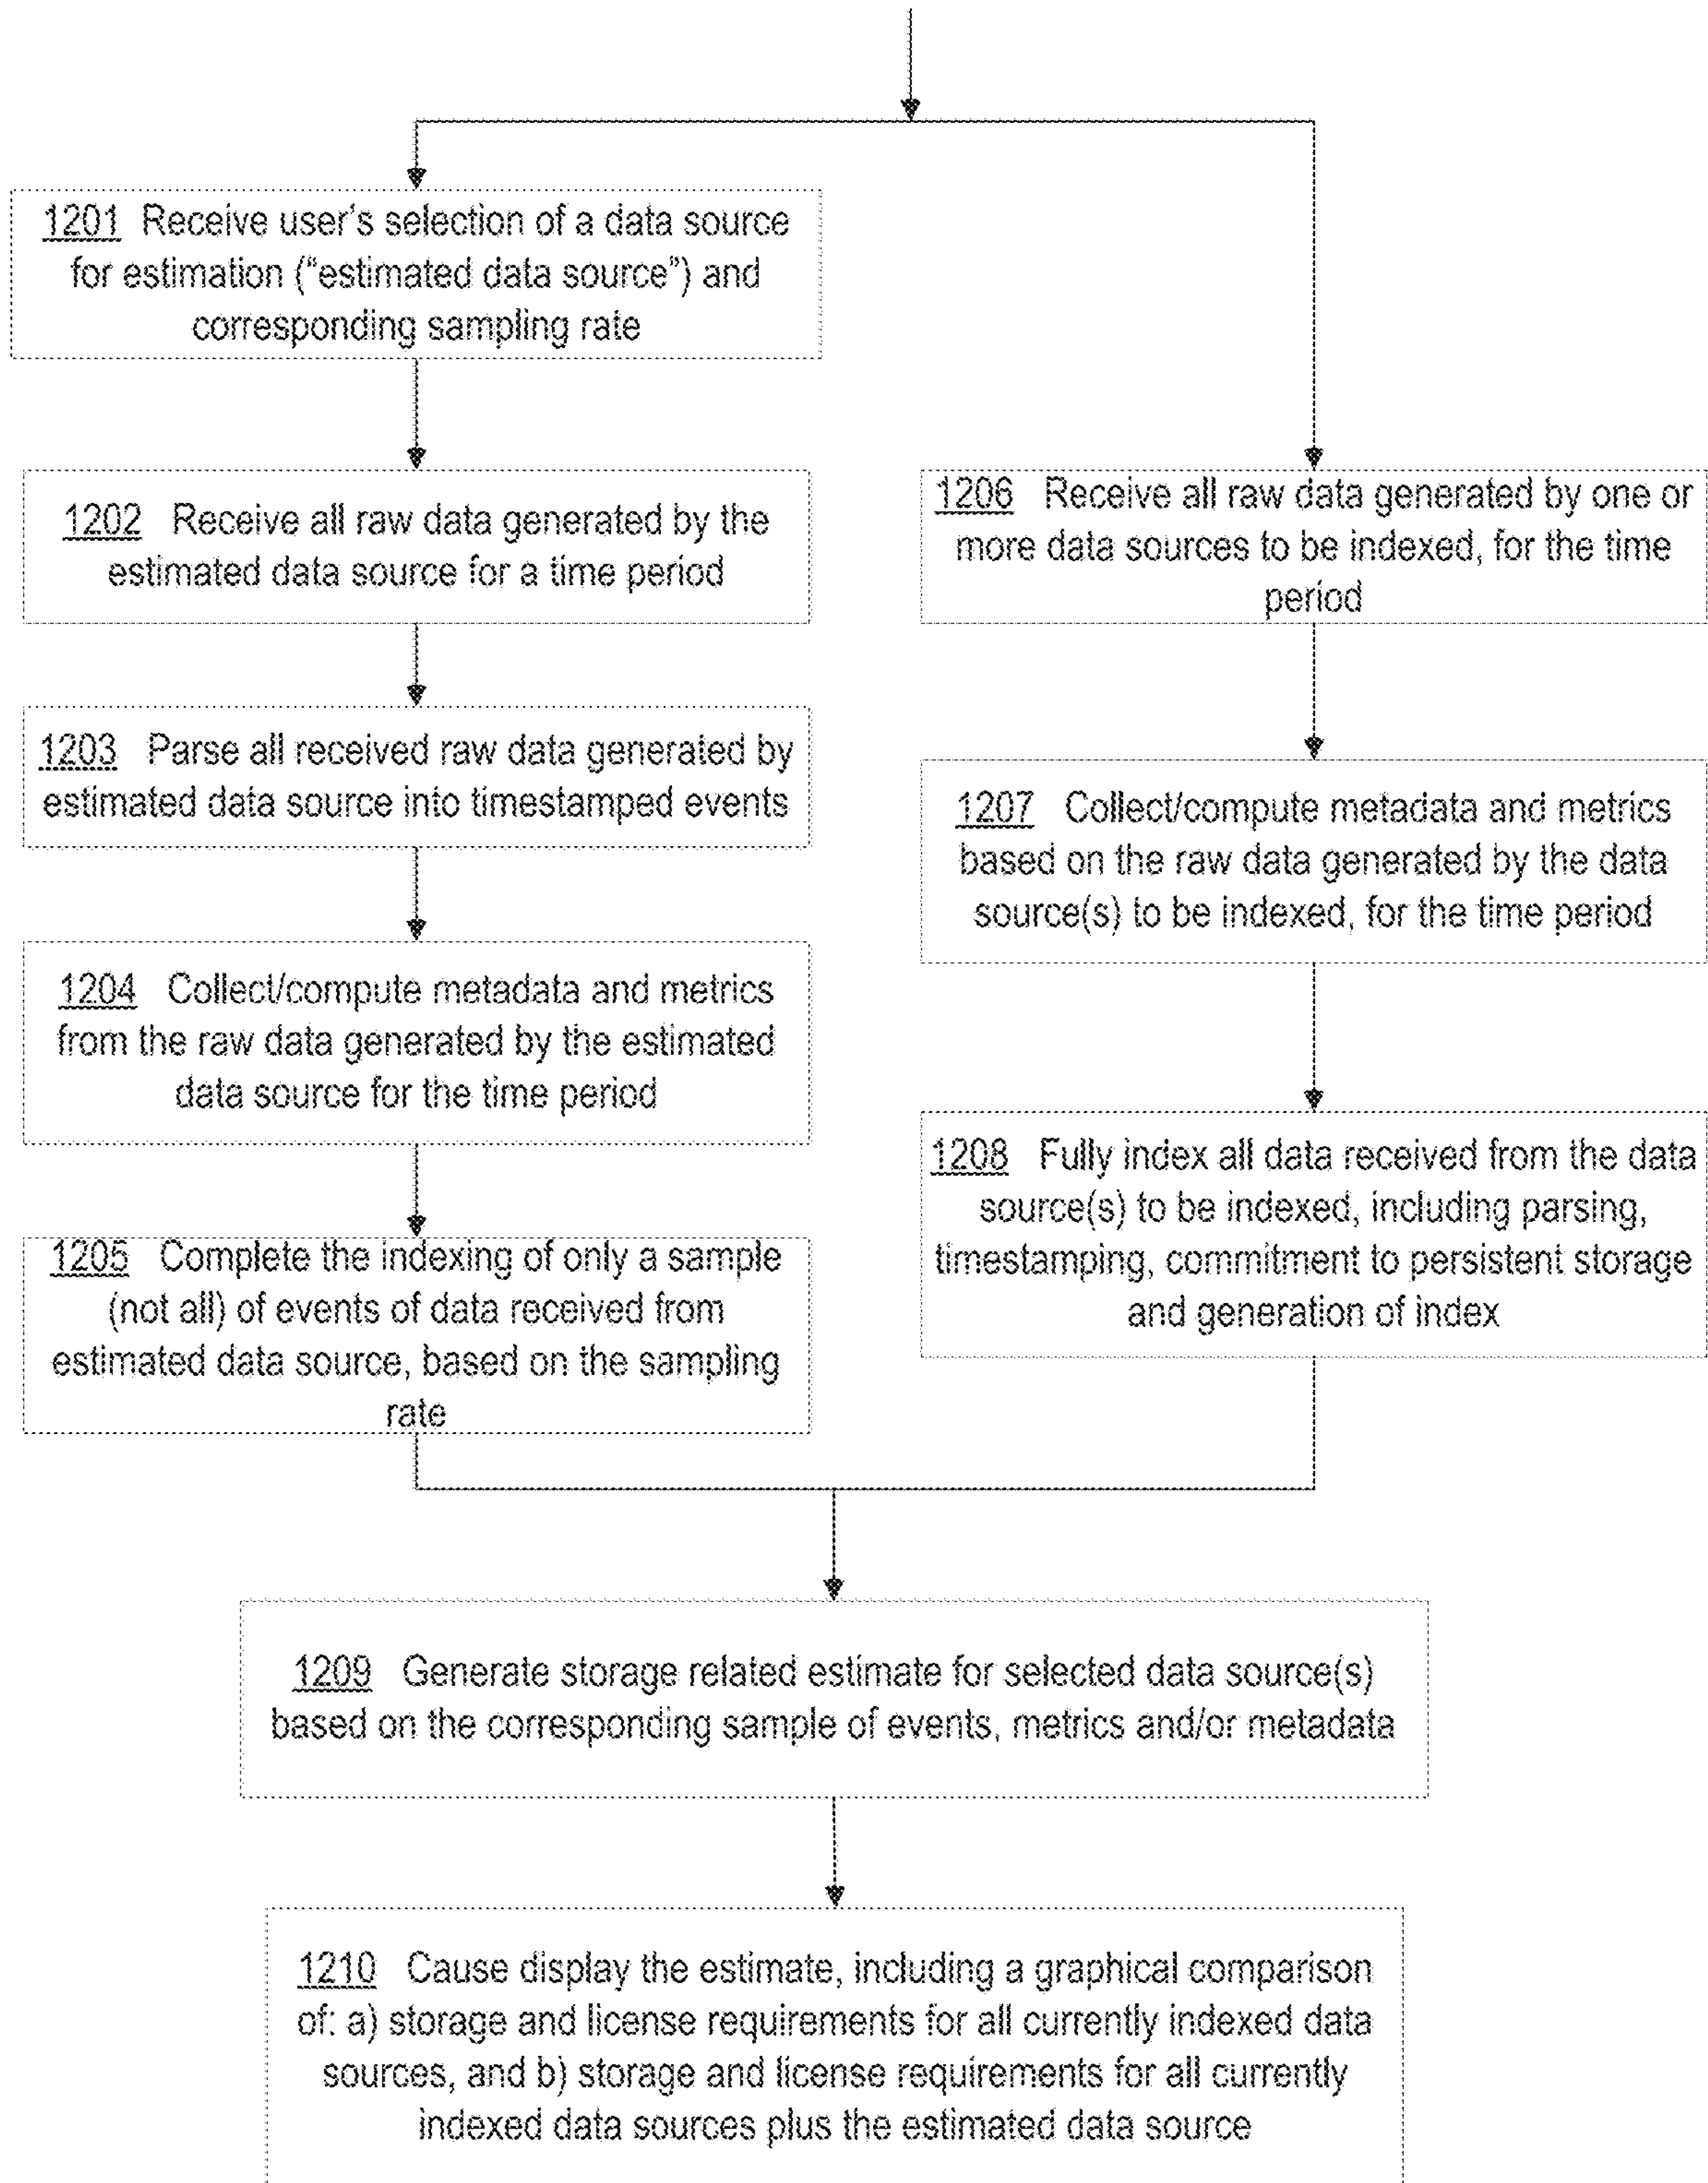 1201 Receive user's selection of a data source
for estimation ("estimated data source") and
corresponding sampling rate
1202 Receive all raw data generated by the
estimated data source for a time period
1203 Parse all received raw data generated by
estimated data source into timestamped events
1204 Collect/compute metadata and metrics
from the raw data generated by the estimated
data source for the time period
1205 Complete the indexing of only a sample
(not all) of events of data received from
estimated data source, based on the sampling
rate
1206 Receive all raw data generated by one or
more data sources to be indexed, for the time
period
1207 Collect/compute metadata and metrics
based on the raw data generated by the data
source(s) to be indexed, for the time period
1208 Fully index all data received from the data
source(s) to be indexed, including parsing,
timestamping, commitment to persistent storage
and generation of index
1209 Generate storage related estimate for selected data source(s)
based on the corresponding sample of events, metrics and/or metadata
1210 Cause display the estimate, including a graphical comparison
of: a) storage and license requirements for all currently indexed data
sources, and b) storage and license requirements for all currently
indexed data sources plus the estimated data source